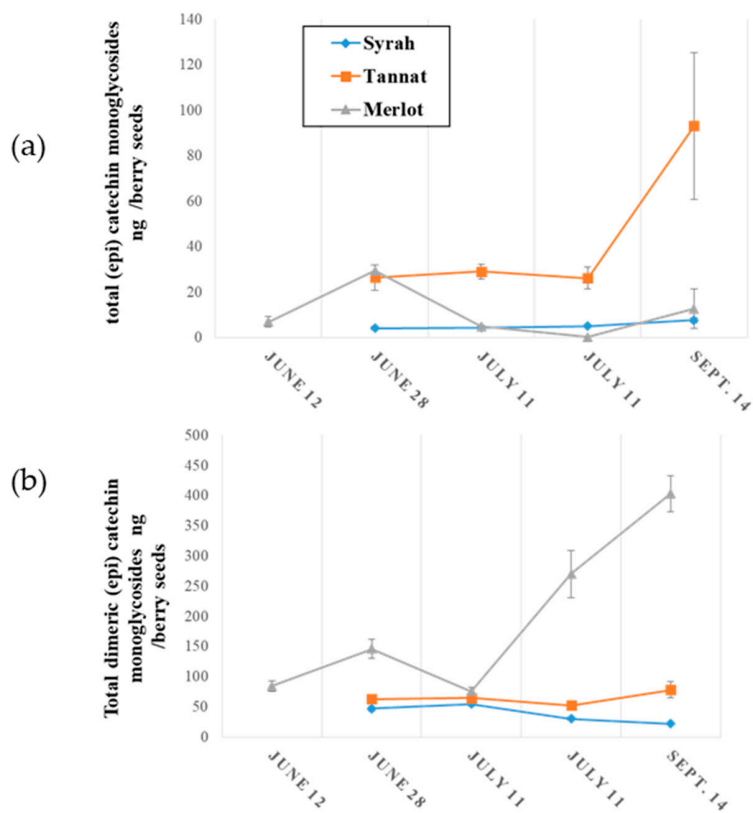 (a)
total (epi) catechin monoglycosides
ng /berry seeds
140
120
100
80
60
40
20
0
Syrah
Tannat
Merlot
JUNE 12
JUNE 28
JULY 11
JULY 11
SEPT. 14
(b)
Total dimeric (epi) catechin
monoglycosides ng
/berry seeds
500
450
400
350
300
250
200
150
100
50
0
JUNE 12
JUNE 28
JULY 11
JULY 11
SEPT. 14